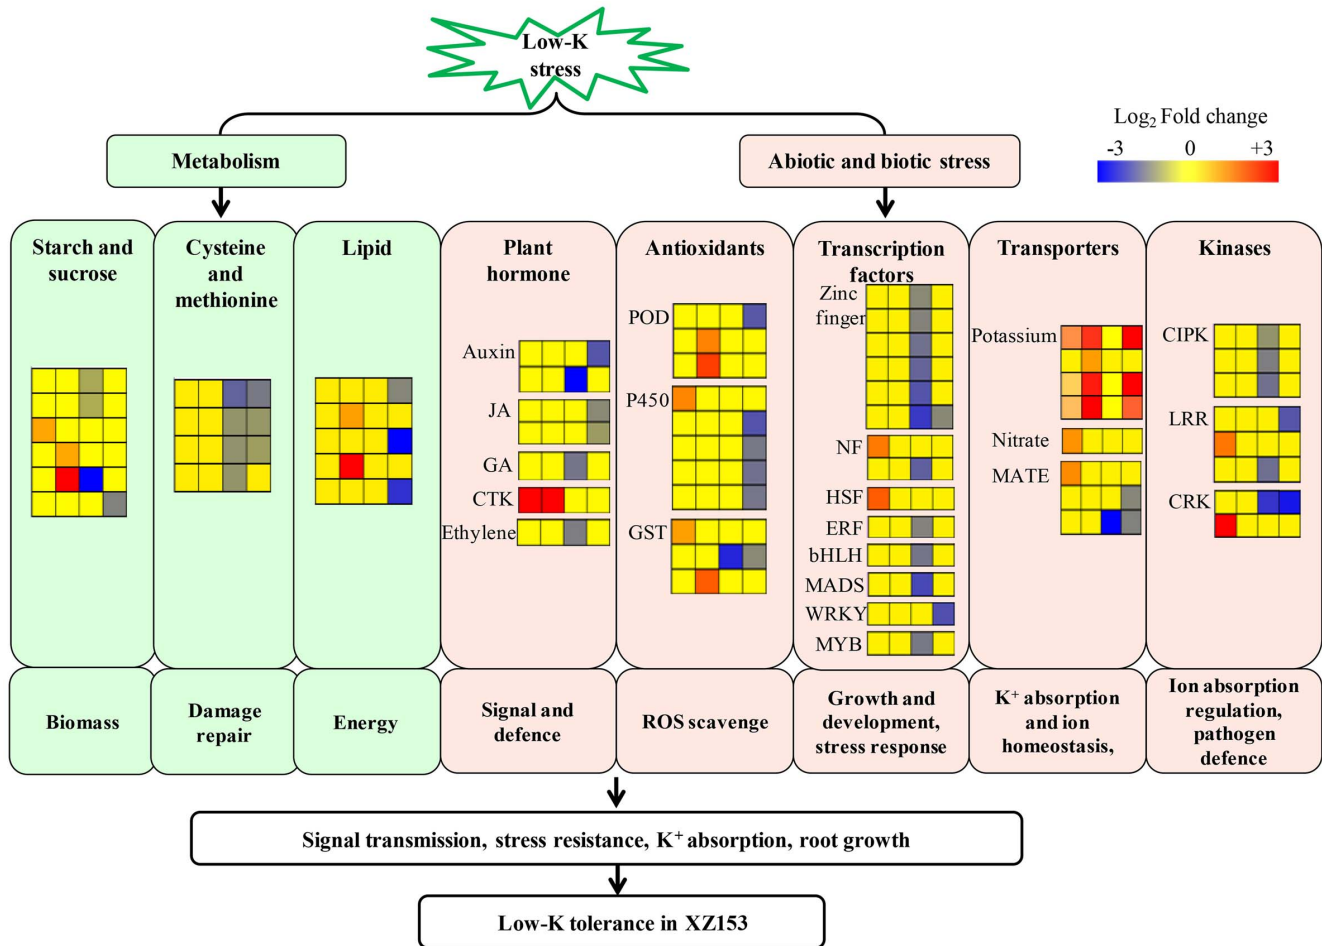 Low-K
stress
Log₂ Fold change
-3 0 +3
Metabolism
Abiotic and biotic stress
Starch and
sucrose
Cysteine
and
methionine
Lipid
Plant
hormone
Auxin
JA
GA
CTK
Ethylene
Antioxidants
POD
P450
GST
Transcription
factors
Zinc
finger
NF
HSF
ERF
bHLH
MADS
WRKY
MYB
Transporters
Potassium
Nitrate
MATE
Kinases
CIPK
LRR
CRK
Biomass
Damage
repair
Energy
Signal and
defence
ROS scavenge
Growth and
development,
stress response
K⁺ absorption
and ion
homeostasis,
Ion absorption
regulation,
pathogen
defence
Signal transmission, stress resistance, K⁺ absorption, root growth
Low-K tolerance in XZ153